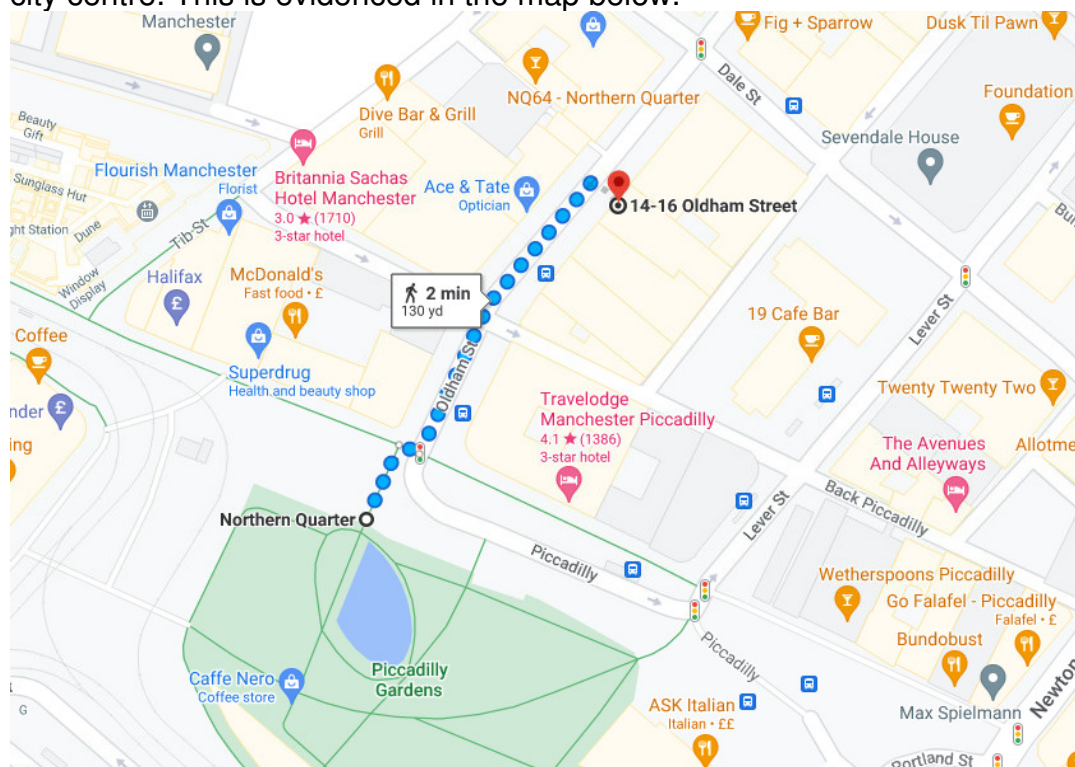 city centre. This is evidenced in the map below.
Manchester
Fig + Sparrow
Dusk Til Pawn
Dale St
Dive Bar & Grill
Grill
NQ64 - Northern Quarter
Foundation
Sevendale House
Beauty
Gift
Sunglass Hut
Flourish Manchester
Florist
Britannia Sachas
Hotel Manchester
3.0 ★ (1710)
3-star hotel
Ace & Tate
Optician
14-16 Oldham Street
ght Station
Dune
Tib St
Window
Display
Halifax
McDonald's
Fast food • £
2 min
130 yd
Lever St
19 Cafe Bar
Coffee
Superdrug
Health and beauty shop
Oldham St
Travelodge
Manchester Piccadilly
4.1 ★ (1386)
3-star hotel
Twenty Twenty Two
nder
ing
The Avenues
And Alleyways
Allotme
Northern Quarter
Lever St
Back Piccadilly
Piccadilly
Wetherspoons Piccadilly
Go Falafel - Piccadilly
Falafel • £
Bundobust
Piccadilly
Gardens
Piccadilly
Caffe Nero
Coffee store
ASK Italian
Italian • ££
Max Spielmann
Newton
G
Portland St